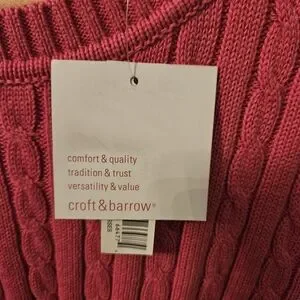 comfort & quality
tradition & trust
versatility & value
croft & barrow®